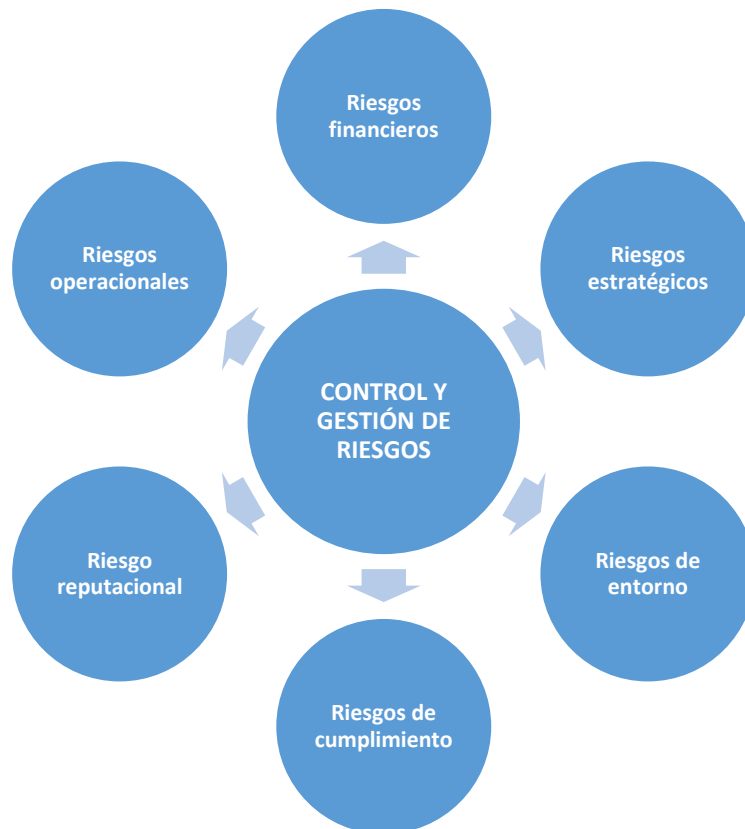 Riesgos
financieros
Riesgos
operacionales
Riesgos
estratégicos
CONTROL Y
GESTIÓN DE
RIESGOS
Riesgo
reputacional
Riesgos de
entorno
Riesgos de
cumplimiento